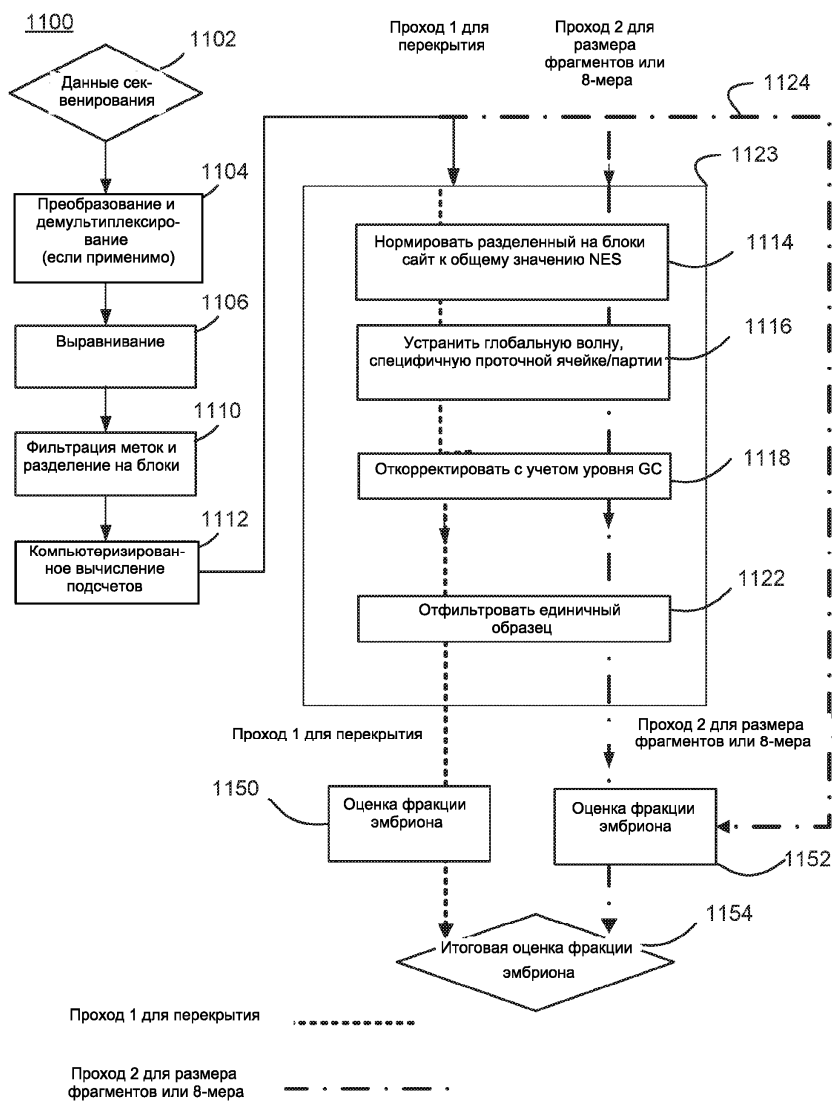 1100
1102
Данные сек-
венирования
1104
Преобразование и
демультиплексиро-
вание
(если применимо)
1106
Выравнивание
1110
Фильтрация меток и
разделение на блоки
1112
Компьютеризирован-
ное вычисление
подсчетов
Проход 1 для
перекрытия
Проход 2 для
размера
фрагментов или
8-мера
1124
1123
Нормировать разделенный на блоки
сайт к общему значению NES
1114
Устранить глобальную волну,
специфичную проточной ячейке/партии
1116
Откорректировать с учетом уровня GC
1118
Отфильтровать единичный
образец
1122
Проход 1 для перекрытия
Проход 2 для размера
фрагментов или 8-мера
1150
Оценка фракции
эмбриона
Оценка фракции
эмбриона
1152
1154
Итоговая оценка фракции
эмбриона
Проход 1 для перекрытия
Проход 2 для размера
фрагментов или 8-мера